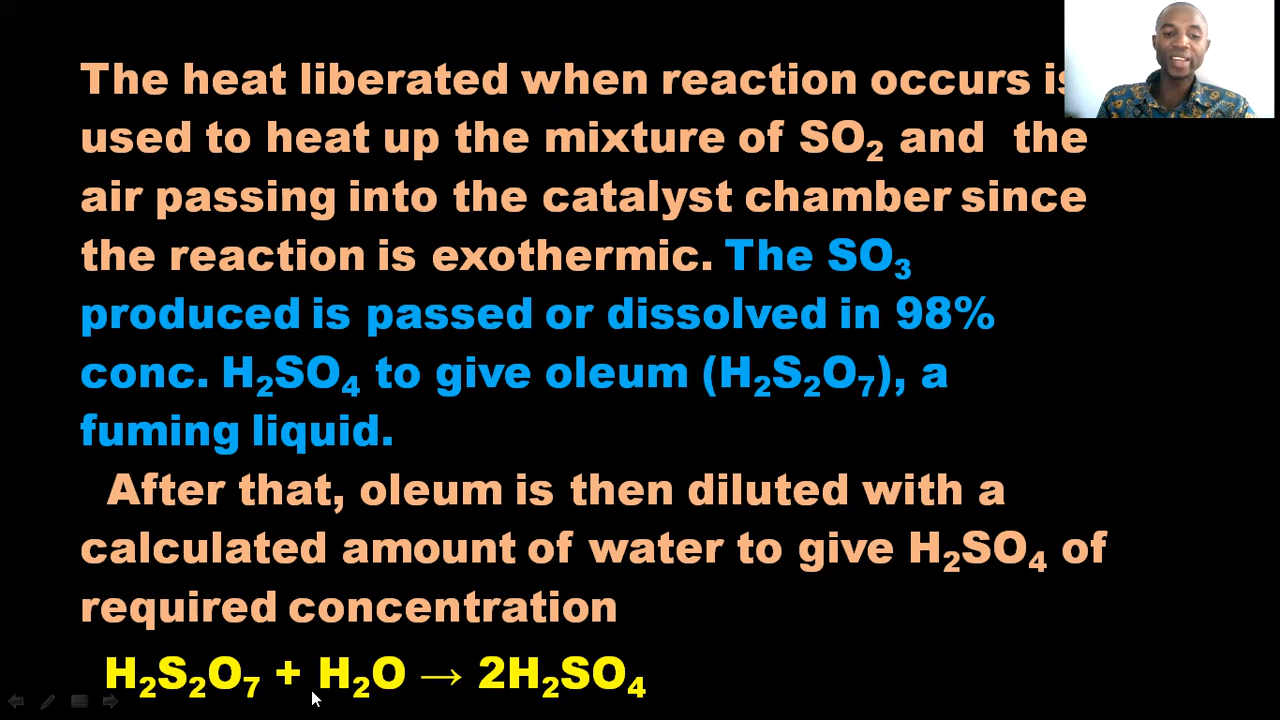 The heat liberated when reaction occurs is
used to heat up the mixture of SO₂ and the
air passing into the catalyst chamber since
the reaction is exothermic. The SO₃
produced is passed or dissolved in 98%
conc. H₂SO₄ to give oleum (H₂S₂O₇), a
fuming liquid.
After that, oleum is then diluted with a
calculated amount of water to give H₂SO₄ of
required concentration
H₂S₂O₇ + H₂O → 2H₂SO₄